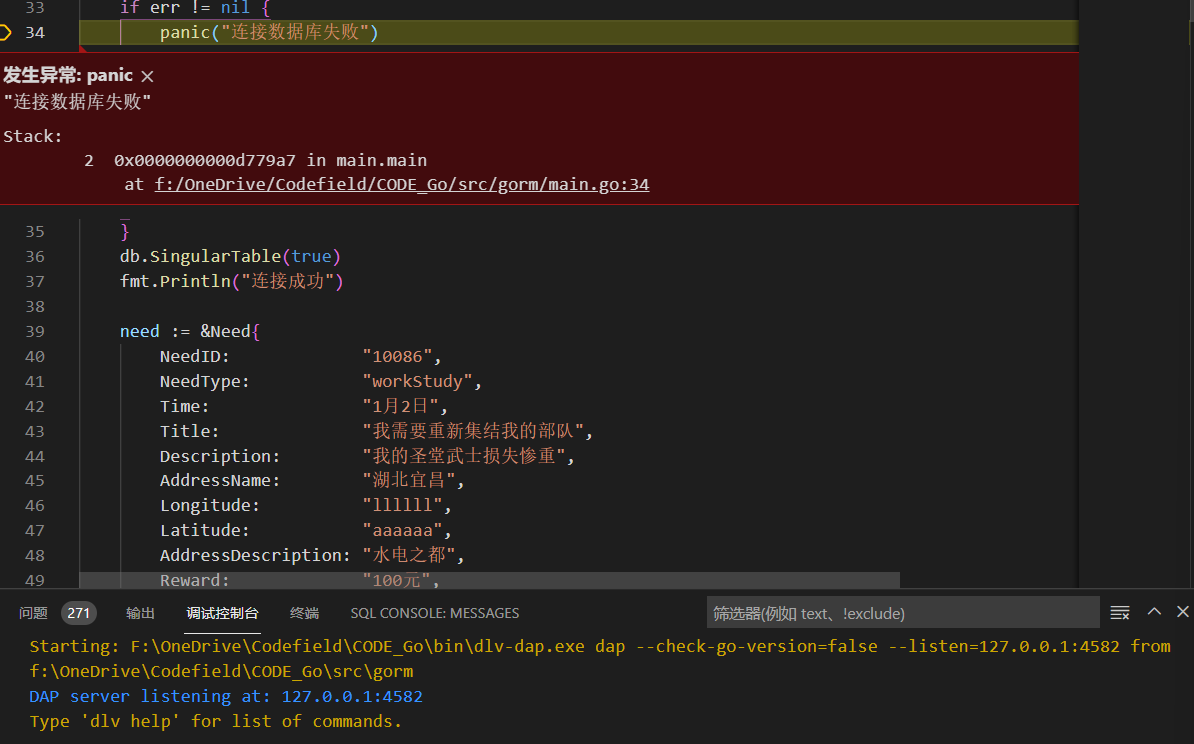 33 if err != nil {
34 panic("连接数据库失败")
发生异常: panic
"连接数据库失败"
Stack:
2 0x0000000000d779a7 in main.main
at f:/OneDrive/Codefield/CODE_Go/src/gorm/main.go:34
35 }
36 db.SingularTable(true)
37 fmt.Println("连接成功")
38
39 need := &Need{
40 NeedID: "10086",
41 NeedType: "workStudy",
42 Time: "1月2日",
43 Title: "我需要重新集结我的部队",
44 Description: "我的圣堂武士损失惨重",
45 AddressName: "湖北宜昌",
46 Longitude: "llllll",
47 Latitude: "aaaaaa",
48 AddressDescription: "水电之都",
49 Reward: "100元",
问题 271 输出 调试控制台 终端 SQL CONSOLE: MESSAGES 筛选器(例如 text、!exclude)
Starting: F:\OneDrive\Codefield\CODE_Go\bin\dlv-dap.exe dap --check-go-version=false --listen=127.0.0.1:4582 from
f:\OneDrive\Codefield\CODE_Go\src\gorm
DAP server listening at: 127.0.0.1:4582
Type 'dlv help' for list of commands.